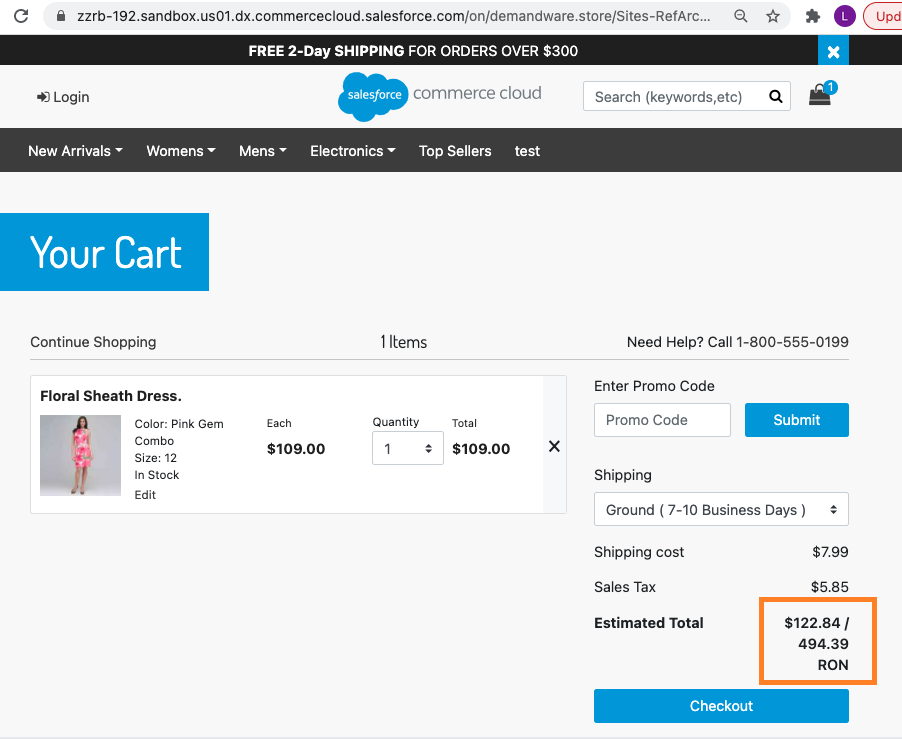 zzrb-192.sandbox.us01.dx.commercecloud.salesforce.com/on/demandware.store/Sites-RefArc...
L
Upd
FREE 2-Day SHIPPING FOR ORDERS OVER $300
Login
salesforce commerce cloud
Search (keywords,etc)
1
New Arrivals
Womens
Mens
Electronics
Top Sellers
test
Your Cart
Continue Shopping
1 Items
Need Help? Call 1-800-555-0199
Floral Sheath Dress.
Color: Pink Gem
Combo
Size: 12
In Stock
Edit
Each
$109.00
Quantity
1
Total
$109.00
Enter Promo Code
Promo Code
Submit
Shipping
Ground ( 7-10 Business Days )
Shipping cost $7.99
Sales Tax $5.85
Estimated Total $122.84 /
494.39
RON
Checkout